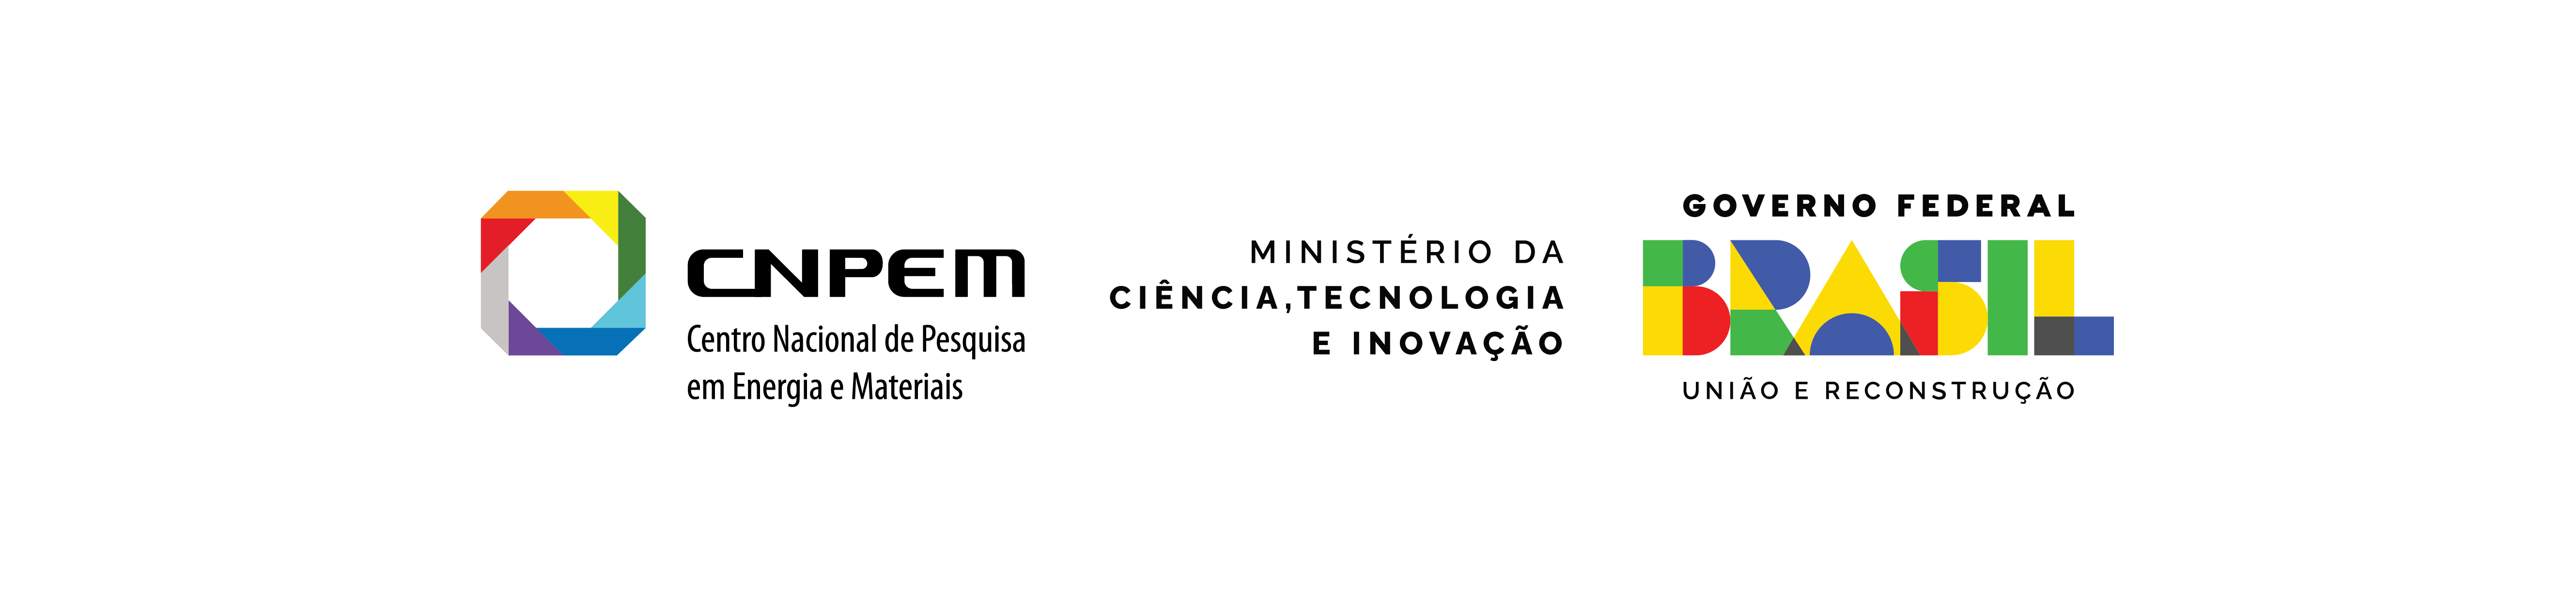 CNPEM
Centro Nacional de Pesquisa
em Energia e Materiais
MINISTÉRIO DA
CIÊNCIA,TECNOLOGIA
E INOVAÇÃO
GOVERNO FEDERAL
BRASIL
UNIÃO E RECONSTRUÇÃO